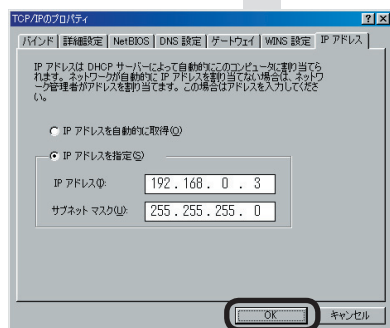 TCP/IPのプロパティ
バインド 詳細設定 NetBIOS DNS 設定 ゲートウェイ WINS 設定 IP アドレス
IP アドレスは DHCP サーバーによって自動的にこのコンピュータに割り当てら
れます。ネットワークが自動的に IP アドレスを割り当てない場合は、ネットワ
ーク管理者がアドレスを割り当てます。この場合はアドレスを入力してくださ
い。
IP アドレスを自動的に取得(O)
IP アドレスを指定(S)
IP アドレス(I): 192.168. 0 . 3
サブネット マスク(U): 255.255.255. 0
OK キャンセル